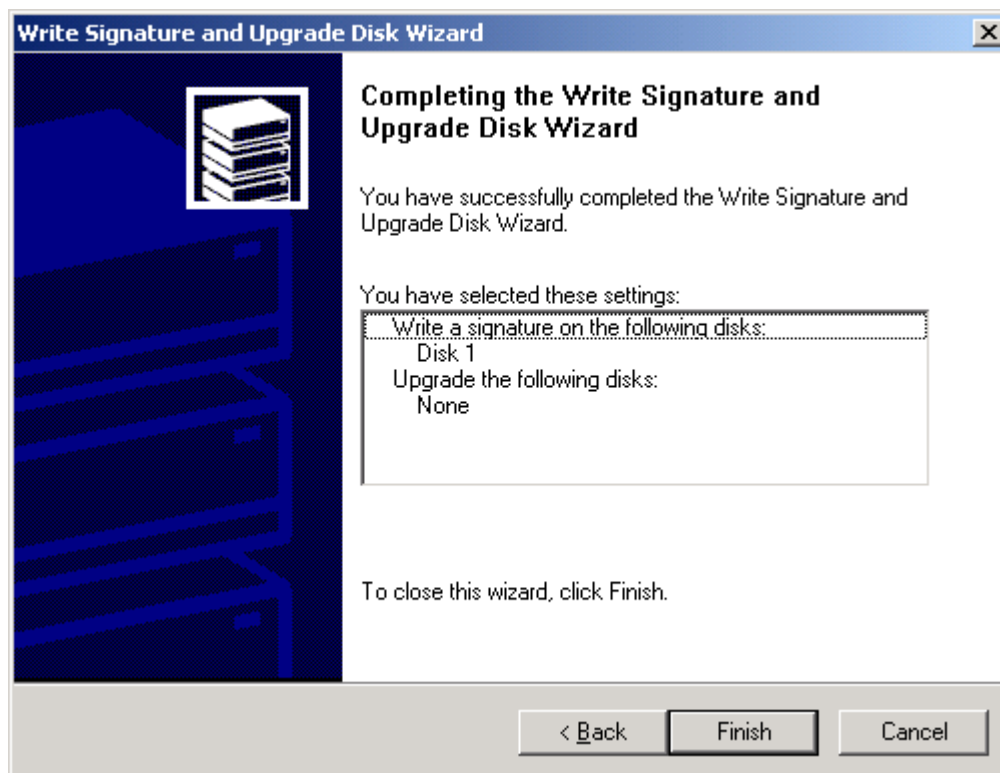 Write Signature and Upgrade Disk Wizard
Completing the Write Signature and
Upgrade Disk Wizard
You have successfully completed the Write Signature and
Upgrade Disk Wizard.
You have selected these settings:
Write a signature on the following disks:
Disk 1
Upgrade the following disks:
None
To close this wizard, click Finish.
< Back Finish Cancel